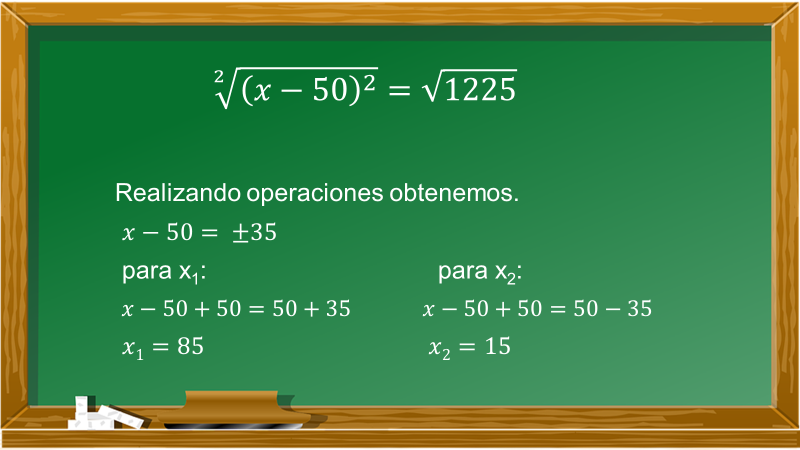 ²√(x − 50)² = √1225
Realizando operaciones obtenemos.
x − 50 = ±35
para x₁: para x₂:
x − 50 + 50 = 50 + 35 x − 50 + 50 = 50 − 35
x₁ = 85 x₂ = 15